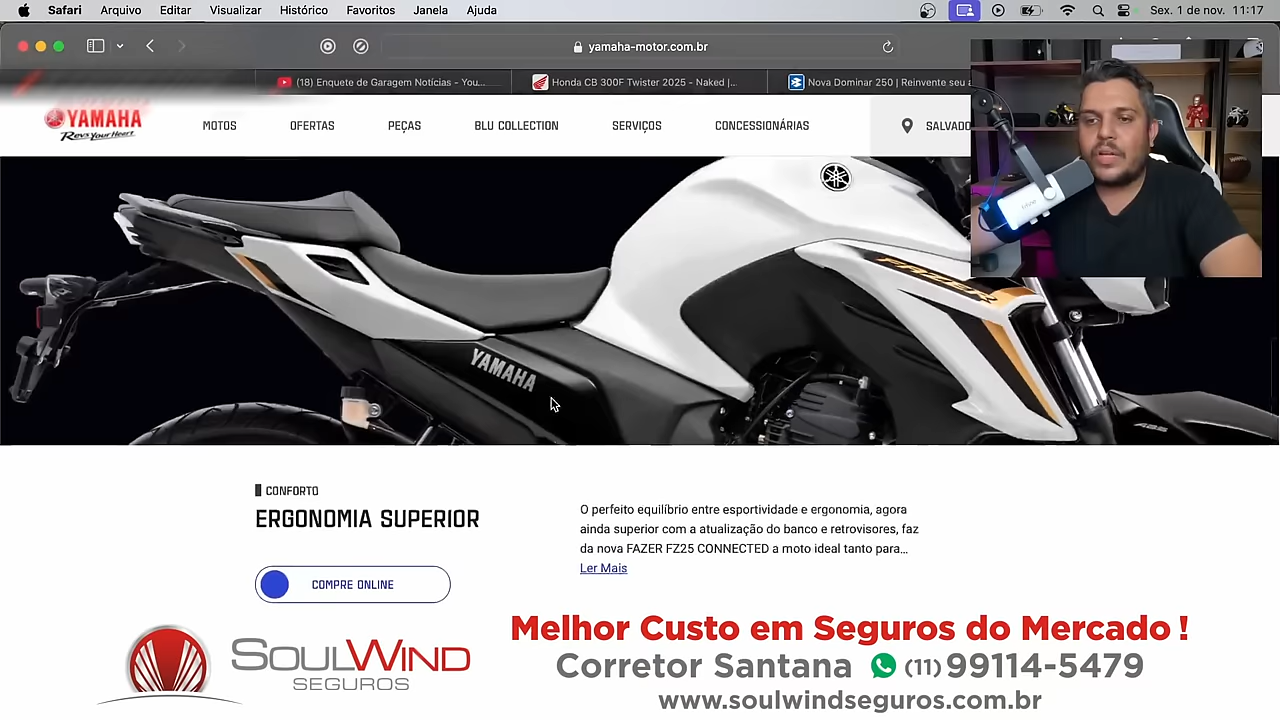 Safari Arquivo Editar Visualizar Histórico Favoritos Janela Ajuda Sex. 1 de nov. 11:17
yamaha-motor.com.br
(18) Enquete de Garagem Notícias - You...
Honda CB 300F Twister 2025 - Naked |...
Nova Dominar 250 | Reinvente seu a
YAMAHA
Revs Your Heart
MOTOS OFERTAS PEÇAS BLU COLLECTION SERVIÇOS CONCESSIONÁRIAS SALVADO
FAZER
YAMAHA
ABS
CONFORTO
ERGONOMIA SUPERIOR
COMPRE ONLINE
O perfeito equilíbrio entre esportividade e ergonomia, agora
ainda superior com a atualização do banco e retrovisores, faz
da nova FAZER FZ25 CONNECTED a moto ideal tanto para...
Ler Mais
SOULWIND
SEGUROS
Melhor Custo em Seguros do Mercado !
Corretor Santana (11) 99114-5479
www.soulwindseguros.com.br